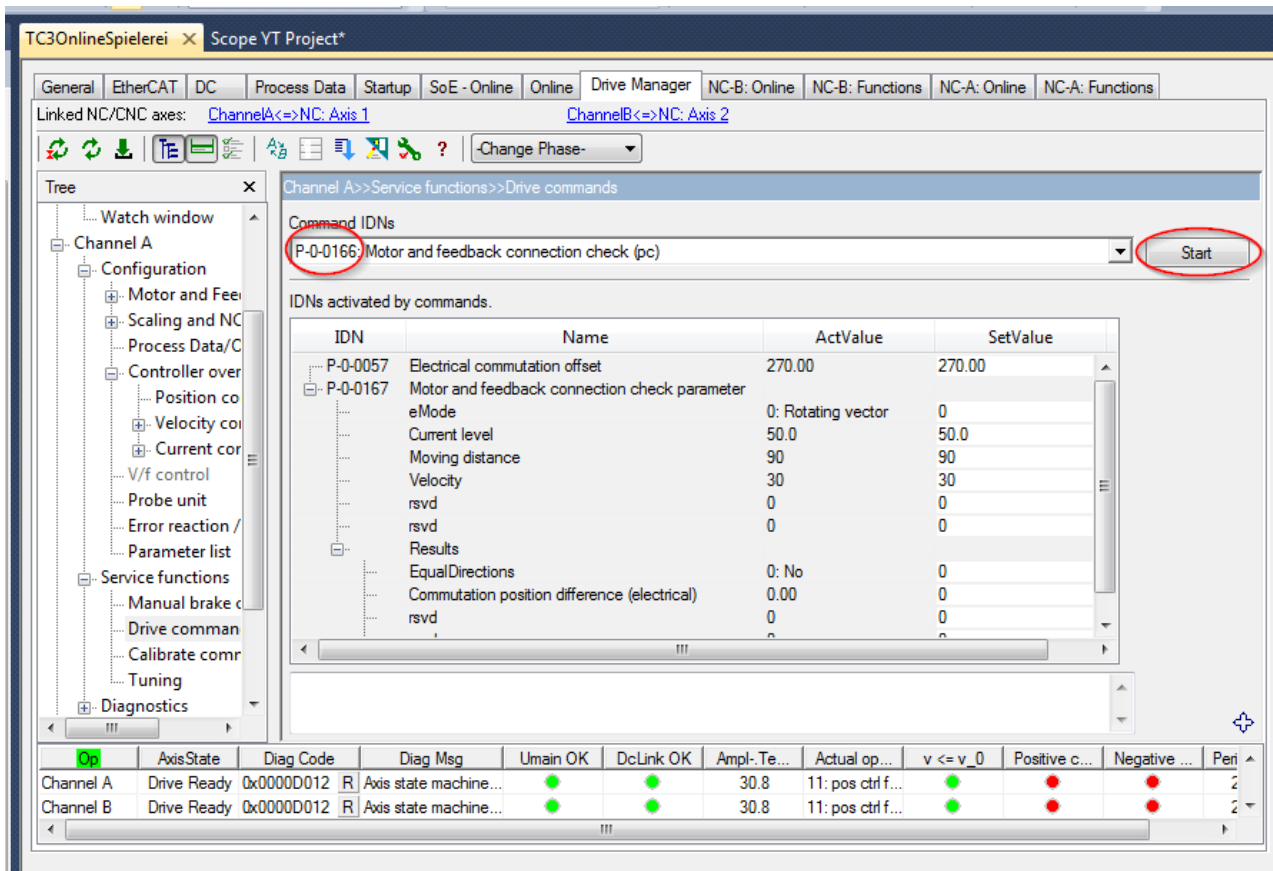 TC3OnlineSpielerei × Scope YT Project*
General EtherCAT DC Process Data Startup SoE - Online Online Drive Manager NC-B: Online NC-B: Functions NC-A: Online NC-A: Functions
Linked NC/CNC axes: ChannelA<=>NC: Axis 1 ChannelB<=>NC: Axis 2
TE ? -Change Phase-
Tree × Channel A>>Service functions>>Drive commands
Watch window
Channel A
Configuration
Motor and Fee
Scaling and NC
Process Data/O
Controller over
Position co
Velocity co
Current cor
V/f control
Probe unit
Error reaction /
Parameter list
Service functions
Manual brake c
Drive comman
Calibrate comr
Tuning
Diagnostics
Command IDNs
P-0-0166: Motor and feedback connection check (pc) Start
IDNs activated by commands.
IDN Name ActValue SetValue
P-0-0057 Electrical commutation offset 270.00 270.00
P-0-0167 Motor and feedback connection check parameter
eMode 0: Rotating vector 0
Current level 50.0 50.0
Moving distance 90 90
Velocity 30 30
rsvd 0 0
rsvd 0 0
Results
EqualDirections 0: No 0
Commutation position difference (electrical) 0.00 0
rsvd 0 0
Op AxisState Diag Code Diag Msg Umain OK DcLink OK Ampl-.Te... Actual op... v <= v_0 Positive c... Negative ... Peri
Channel A Drive Ready 0x0000D012 R Axis state machine... 30.8 11: pos ctrl f... 2
Channel B Drive Ready 0x0000D012 R Axis state machine... 30.8 11: pos ctrl f... 2